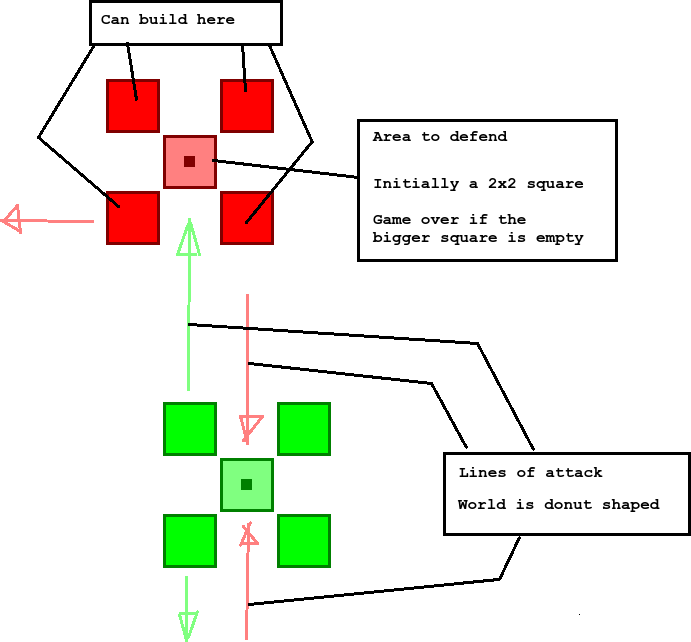 Can build here
Area to defend
Initially a 2x2 square
Game over if the
bigger square is empty
Lines of attack
World is donut shaped